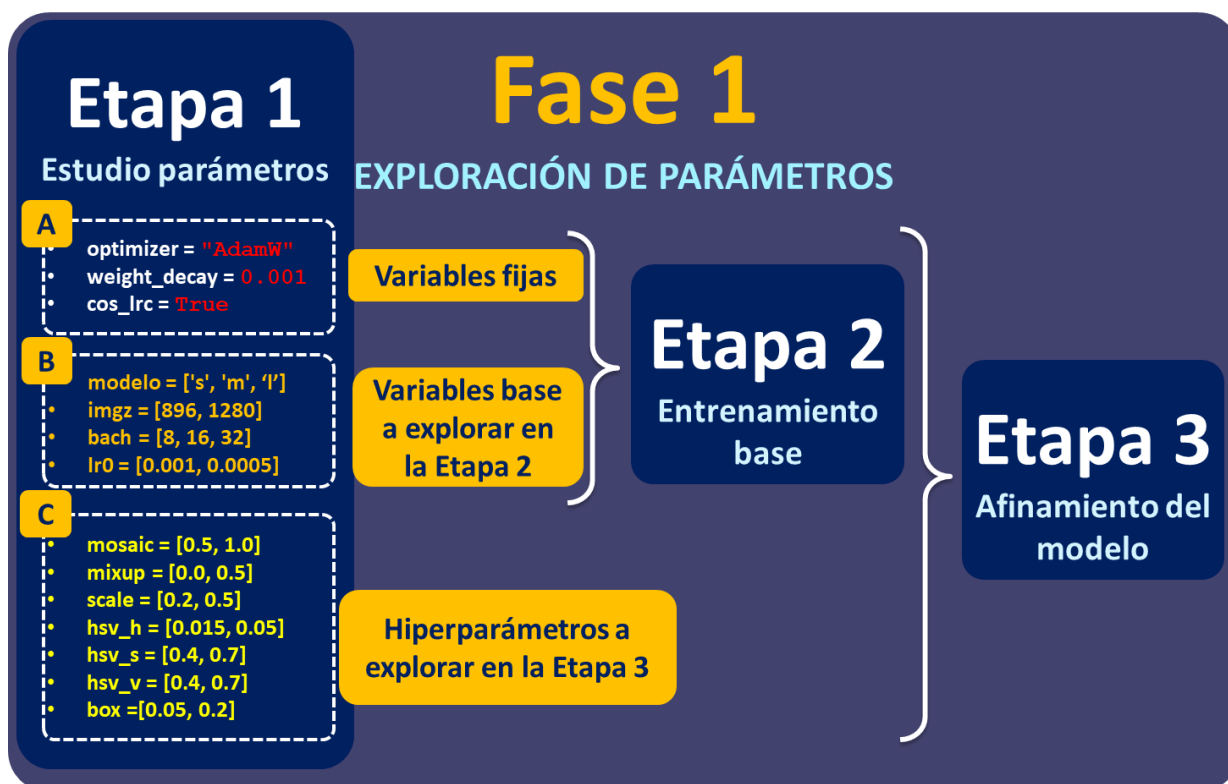 Etapa 1
Estudio parámetros
Fase 1
EXPLORACIÓN DE PARÁMETROS
A
• optimizer = "AdamW"
• weight_decay = 0.001
• cos_lrc = True
Variables fijas
B
modelo = ['s', 'm', ‘l’]
• imgz = [896, 1280]
• bach = [8, 16, 32]
• lr0 = [0.001, 0.0005]
Variables base
a explorar en
la Etapa 2
C
• mosaic = [0.5, 1.0]
• mixup = [0.0, 0.5]
• scale = [0.2, 0.5]
• hsv_h = [0.015, 0.05]
• hsv_s = [0.4, 0.7]
• hsv_v = [0.4, 0.7]
• box =[0.05, 0.2]
Hiperparámetros a
explorar en la Etapa 3
Etapa 2
Entrenamiento
base
Etapa 3
Afinamiento del
modelo